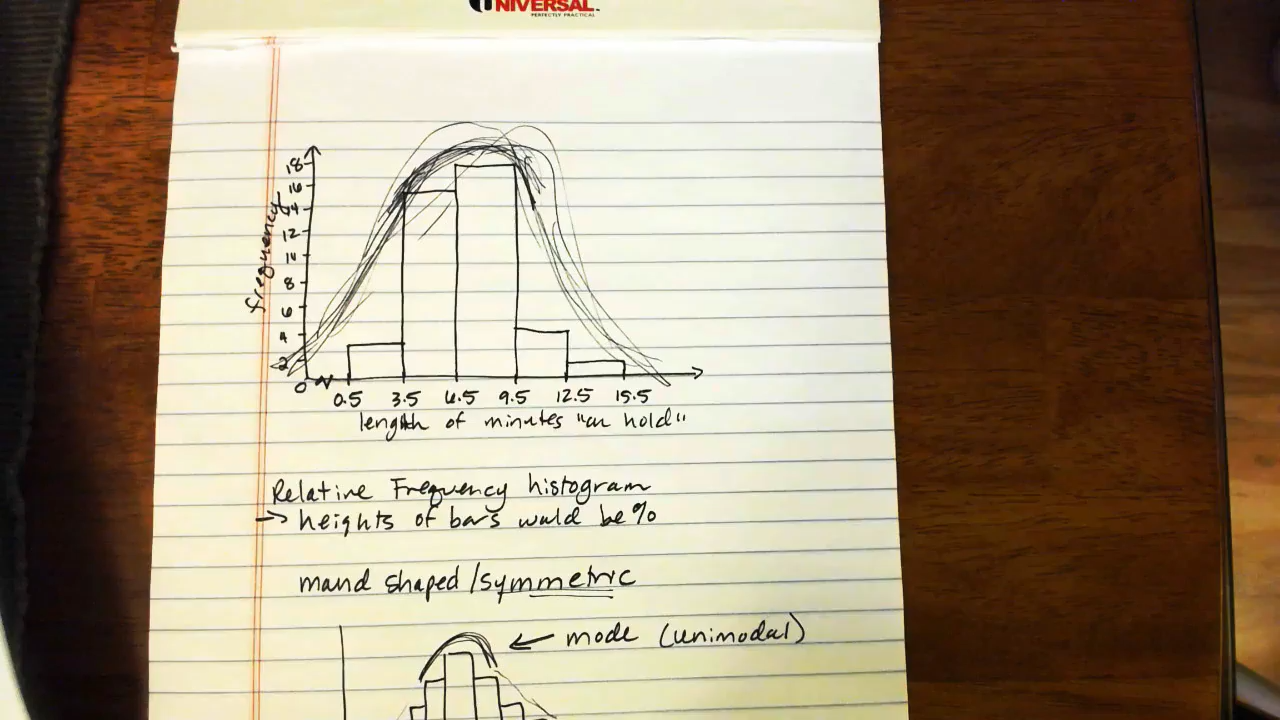 UNIVERSAL
PERFECTLY PRACTICAL
frequency
18
16
14
12
10
8
6
4
2
0
0.5 3.5 6.5 9.5 12.5 15.5
length of minutes "on hold"
Relative Frequency histogram
→ heights of bars would be %
mand shaped / symmetric
← mode (unimodal)